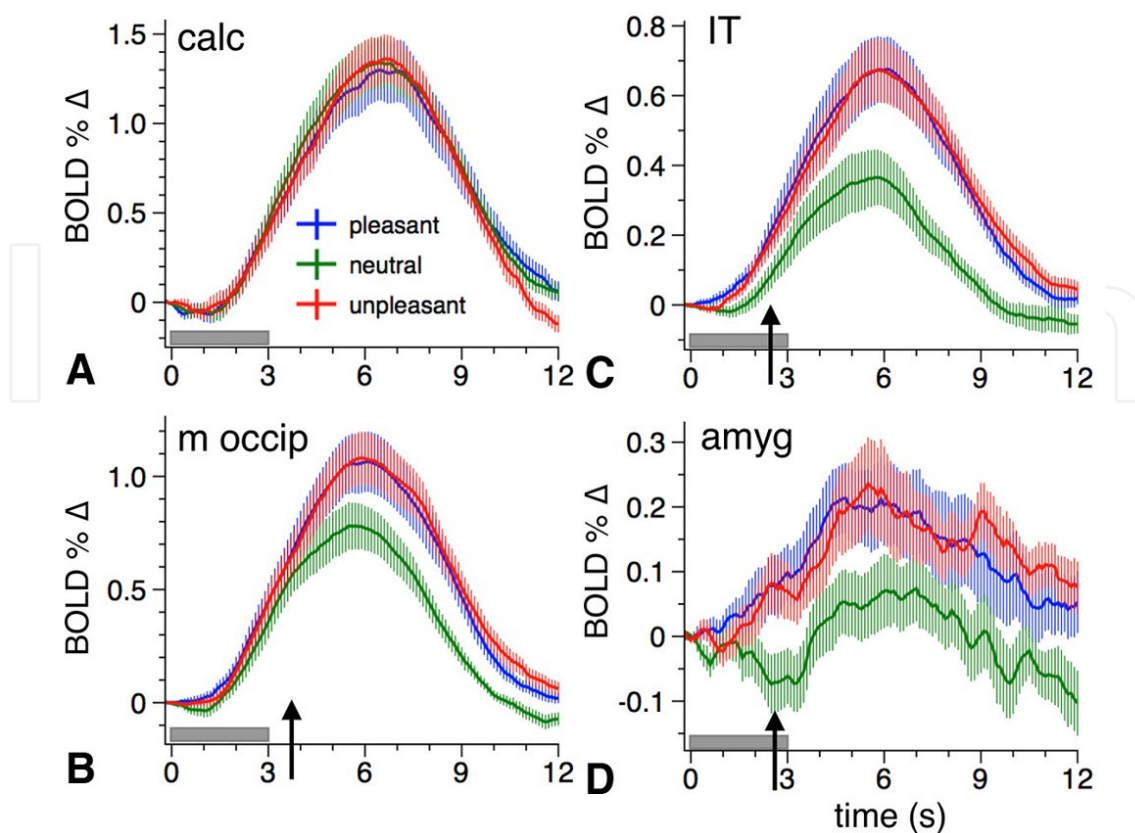 calc
1.5
1.0
0.5
0
BOLD % Δ
pleasant
neutral
unpleasant
0 3 6 9 12
A
IT
0.8
0.6
0.4
0.2
0
BOLD % Δ
0 3 6 9 12
C
m occip
1.0
0.5
0
BOLD % Δ
0 3 6 9 12
B
amyg
0.3
0.2
0.1
0
-0.1
BOLD % Δ
0 3 6 9 12
D
time (s)